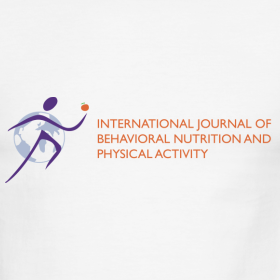 INTERNATIONAL JOURNAL OF
BEHAVIORAL NUTRITION AND
PHYSICAL ACTIVITY